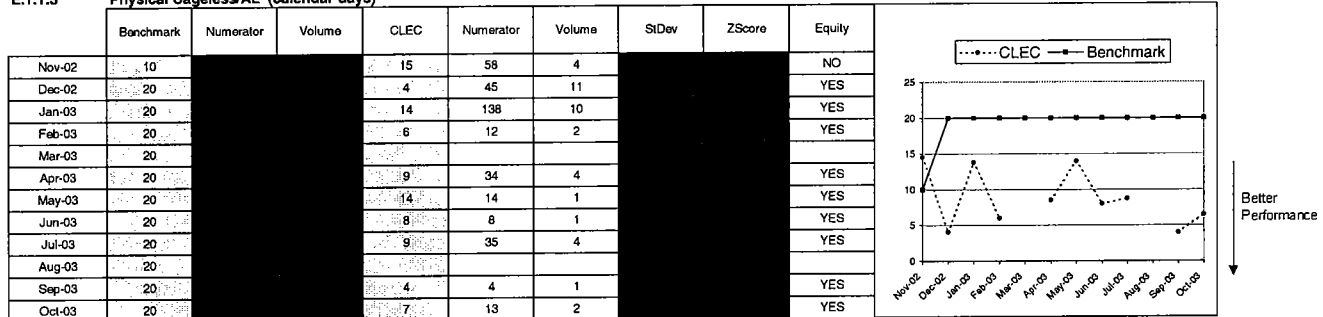 E.1.1.3 Physical Cageless/AL (calendar days)
Benchmark Numerator Volume CLEC Numerator Volume StDev ZScore Equity
Nov-02 10 15 58 4 NO
Dec-02 20 4 45 11 YES
Jan-03 20 14 138 10 YES
Feb-03 20 6 12 2 YES
Mar-03 20
Apr-03 20 9 34 4 YES
May-03 20 14 14 1 YES
Jun-03 20 8 8 1 YES
Jul-03 20 9 35 4 YES
Aug-03 20
Sep-03 20 4 4 1 YES
Oct-03 20 7 13 2 YES
CLEC Benchmark
25
20
15
10
5
0
Nov-02 Dec-02 Jan-03 Feb-03 Mar-03 Apr-03 May-03 Jun-03 Jul-03 Aug-03 Sep-03 Oct-03
Better
Performance